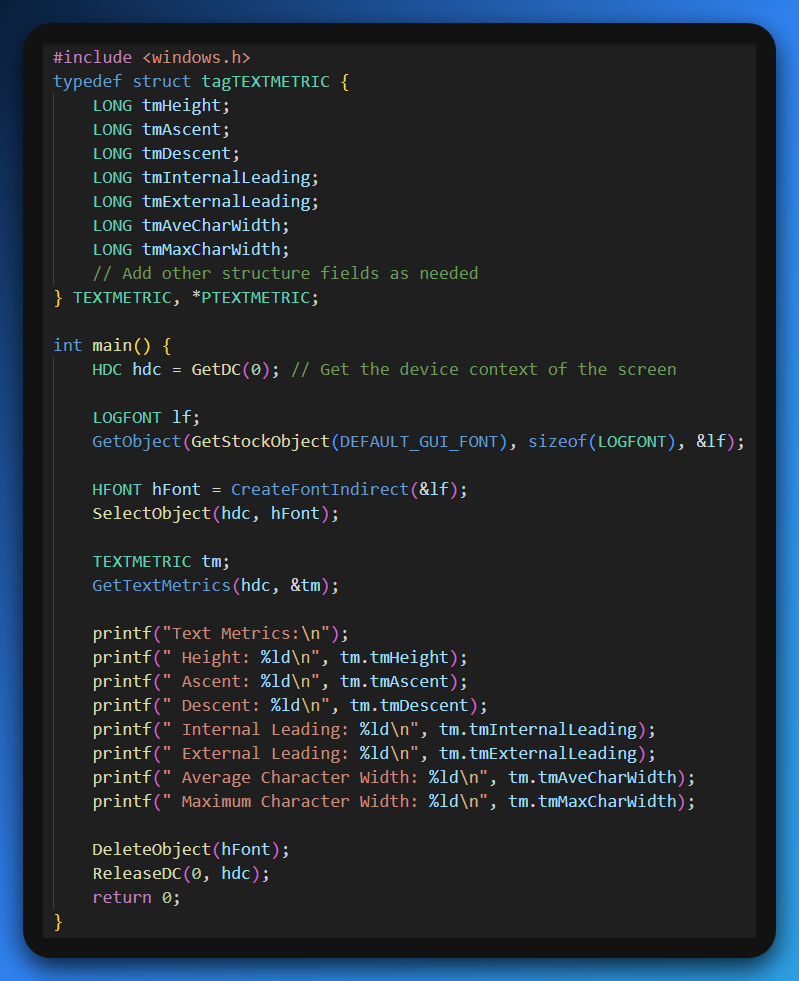 #include <windows.h>
typedef struct tagTEXTMETRIC {
    LONG tmHeight;
    LONG tmAscent;
    LONG tmDescent;
    LONG tmInternalLeading;
    LONG tmExternalLeading;
    LONG tmAveCharWidth;
    LONG tmMaxCharWidth;
    // Add other structure fields as needed
} TEXTMETRIC, *PTEXTMETRIC;

int main() {
    HDC hdc = GetDC(0); // Get the device context of the screen

    LOGFONT lf;
    GetObject(GetStockObject(DEFAULT_GUI_FONT), sizeof(LOGFONT), &lf);

    HFONT hFont = CreateFontIndirect(&lf);
    SelectObject(hdc, hFont);

    TEXTMETRIC tm;
    GetTextMetrics(hdc, &tm);

    printf("Text Metrics:\n");
    printf(" Height: %ld\n", tm.tmHeight);
    printf(" Ascent: %ld\n", tm.tmAscent);
    printf(" Descent: %ld\n", tm.tmDescent);
    printf(" Internal Leading: %ld\n", tm.tmInternalLeading);
    printf(" External Leading: %ld\n", tm.tmExternalLeading);
    printf(" Average Character Width: %ld\n", tm.tmAveCharWidth);
    printf(" Maximum Character Width: %ld\n", tm.tmMaxCharWidth);

    DeleteObject(hFont);
    ReleaseDC(0, hdc);
    return 0;
}